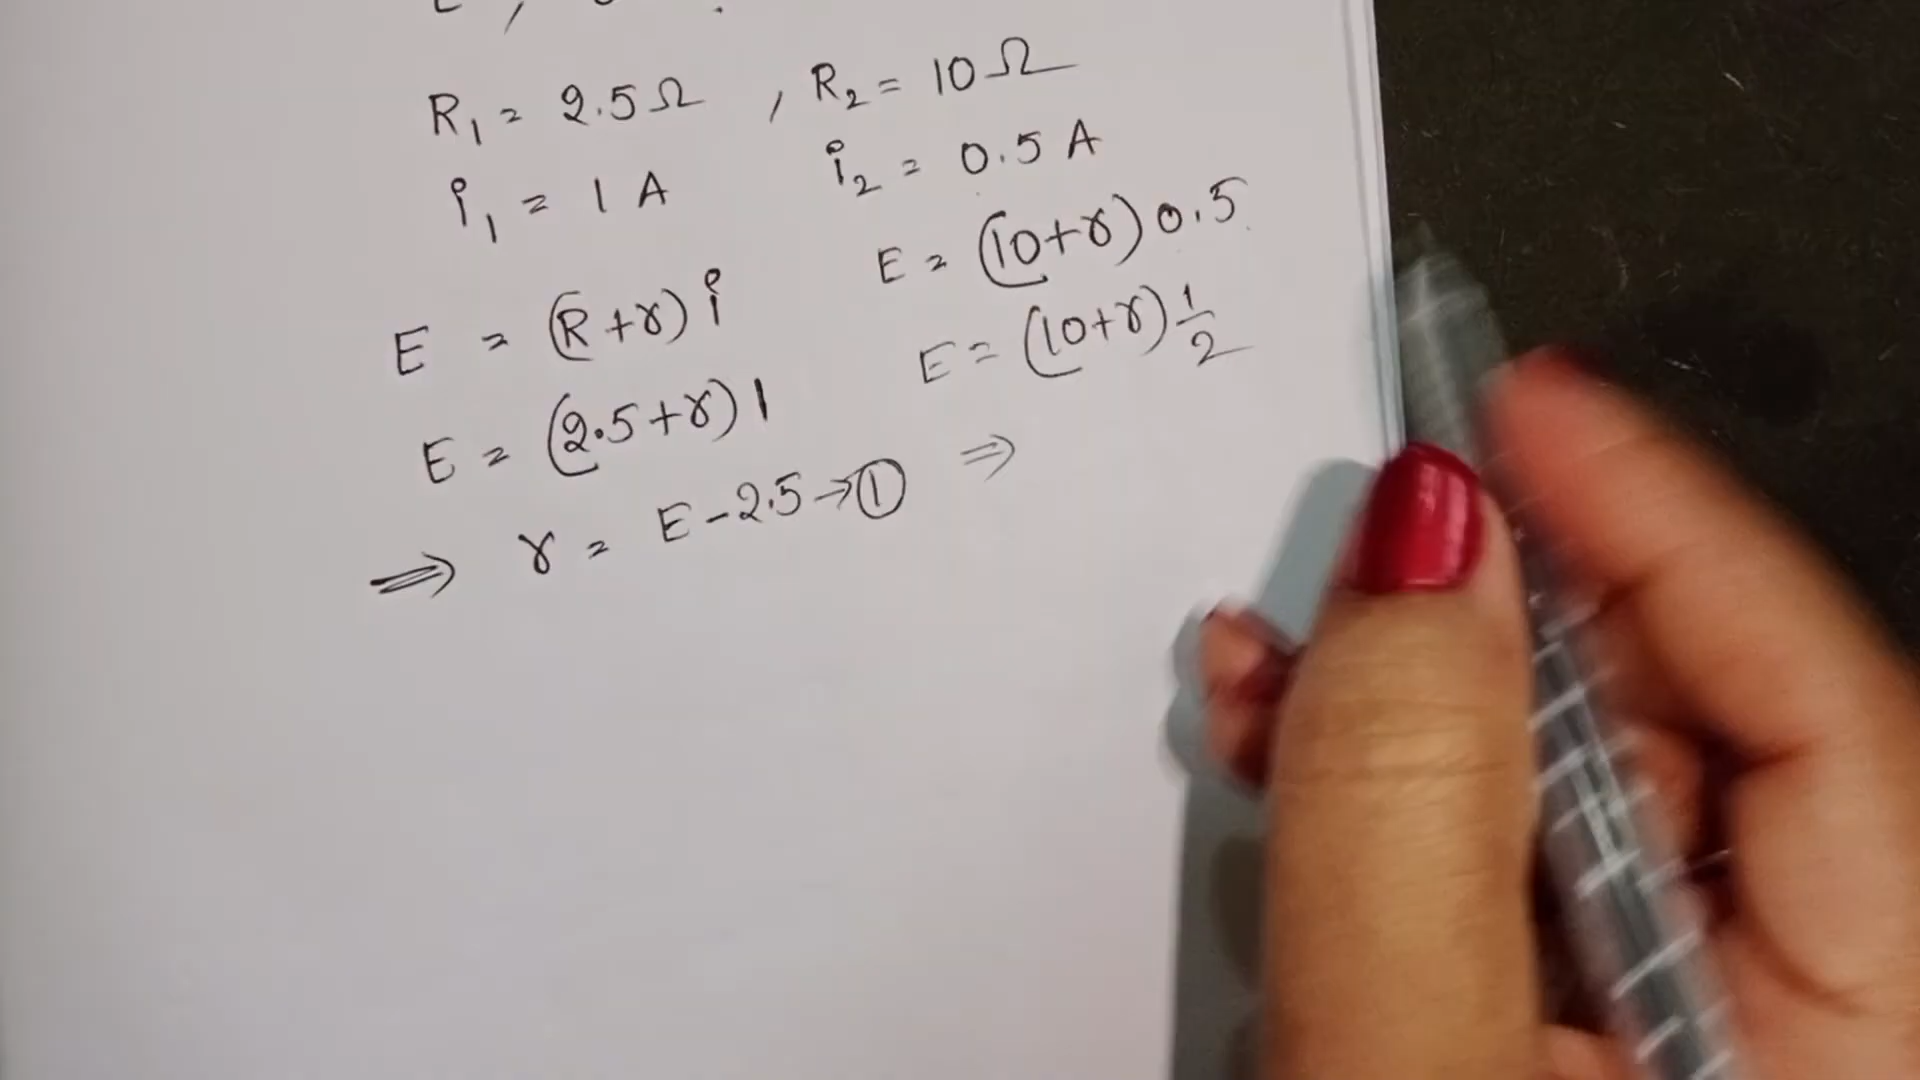 R₁ = 2.5 Ω , R₂ = 10 Ω
i₁ = 1 A i₂ = 0.5 A
E = (R+r) i E = (10+r) 0.5
E = (2.5+r) 1 E = (10+r) 1/2
⇒ r = E - 2.5 → ① ⇒